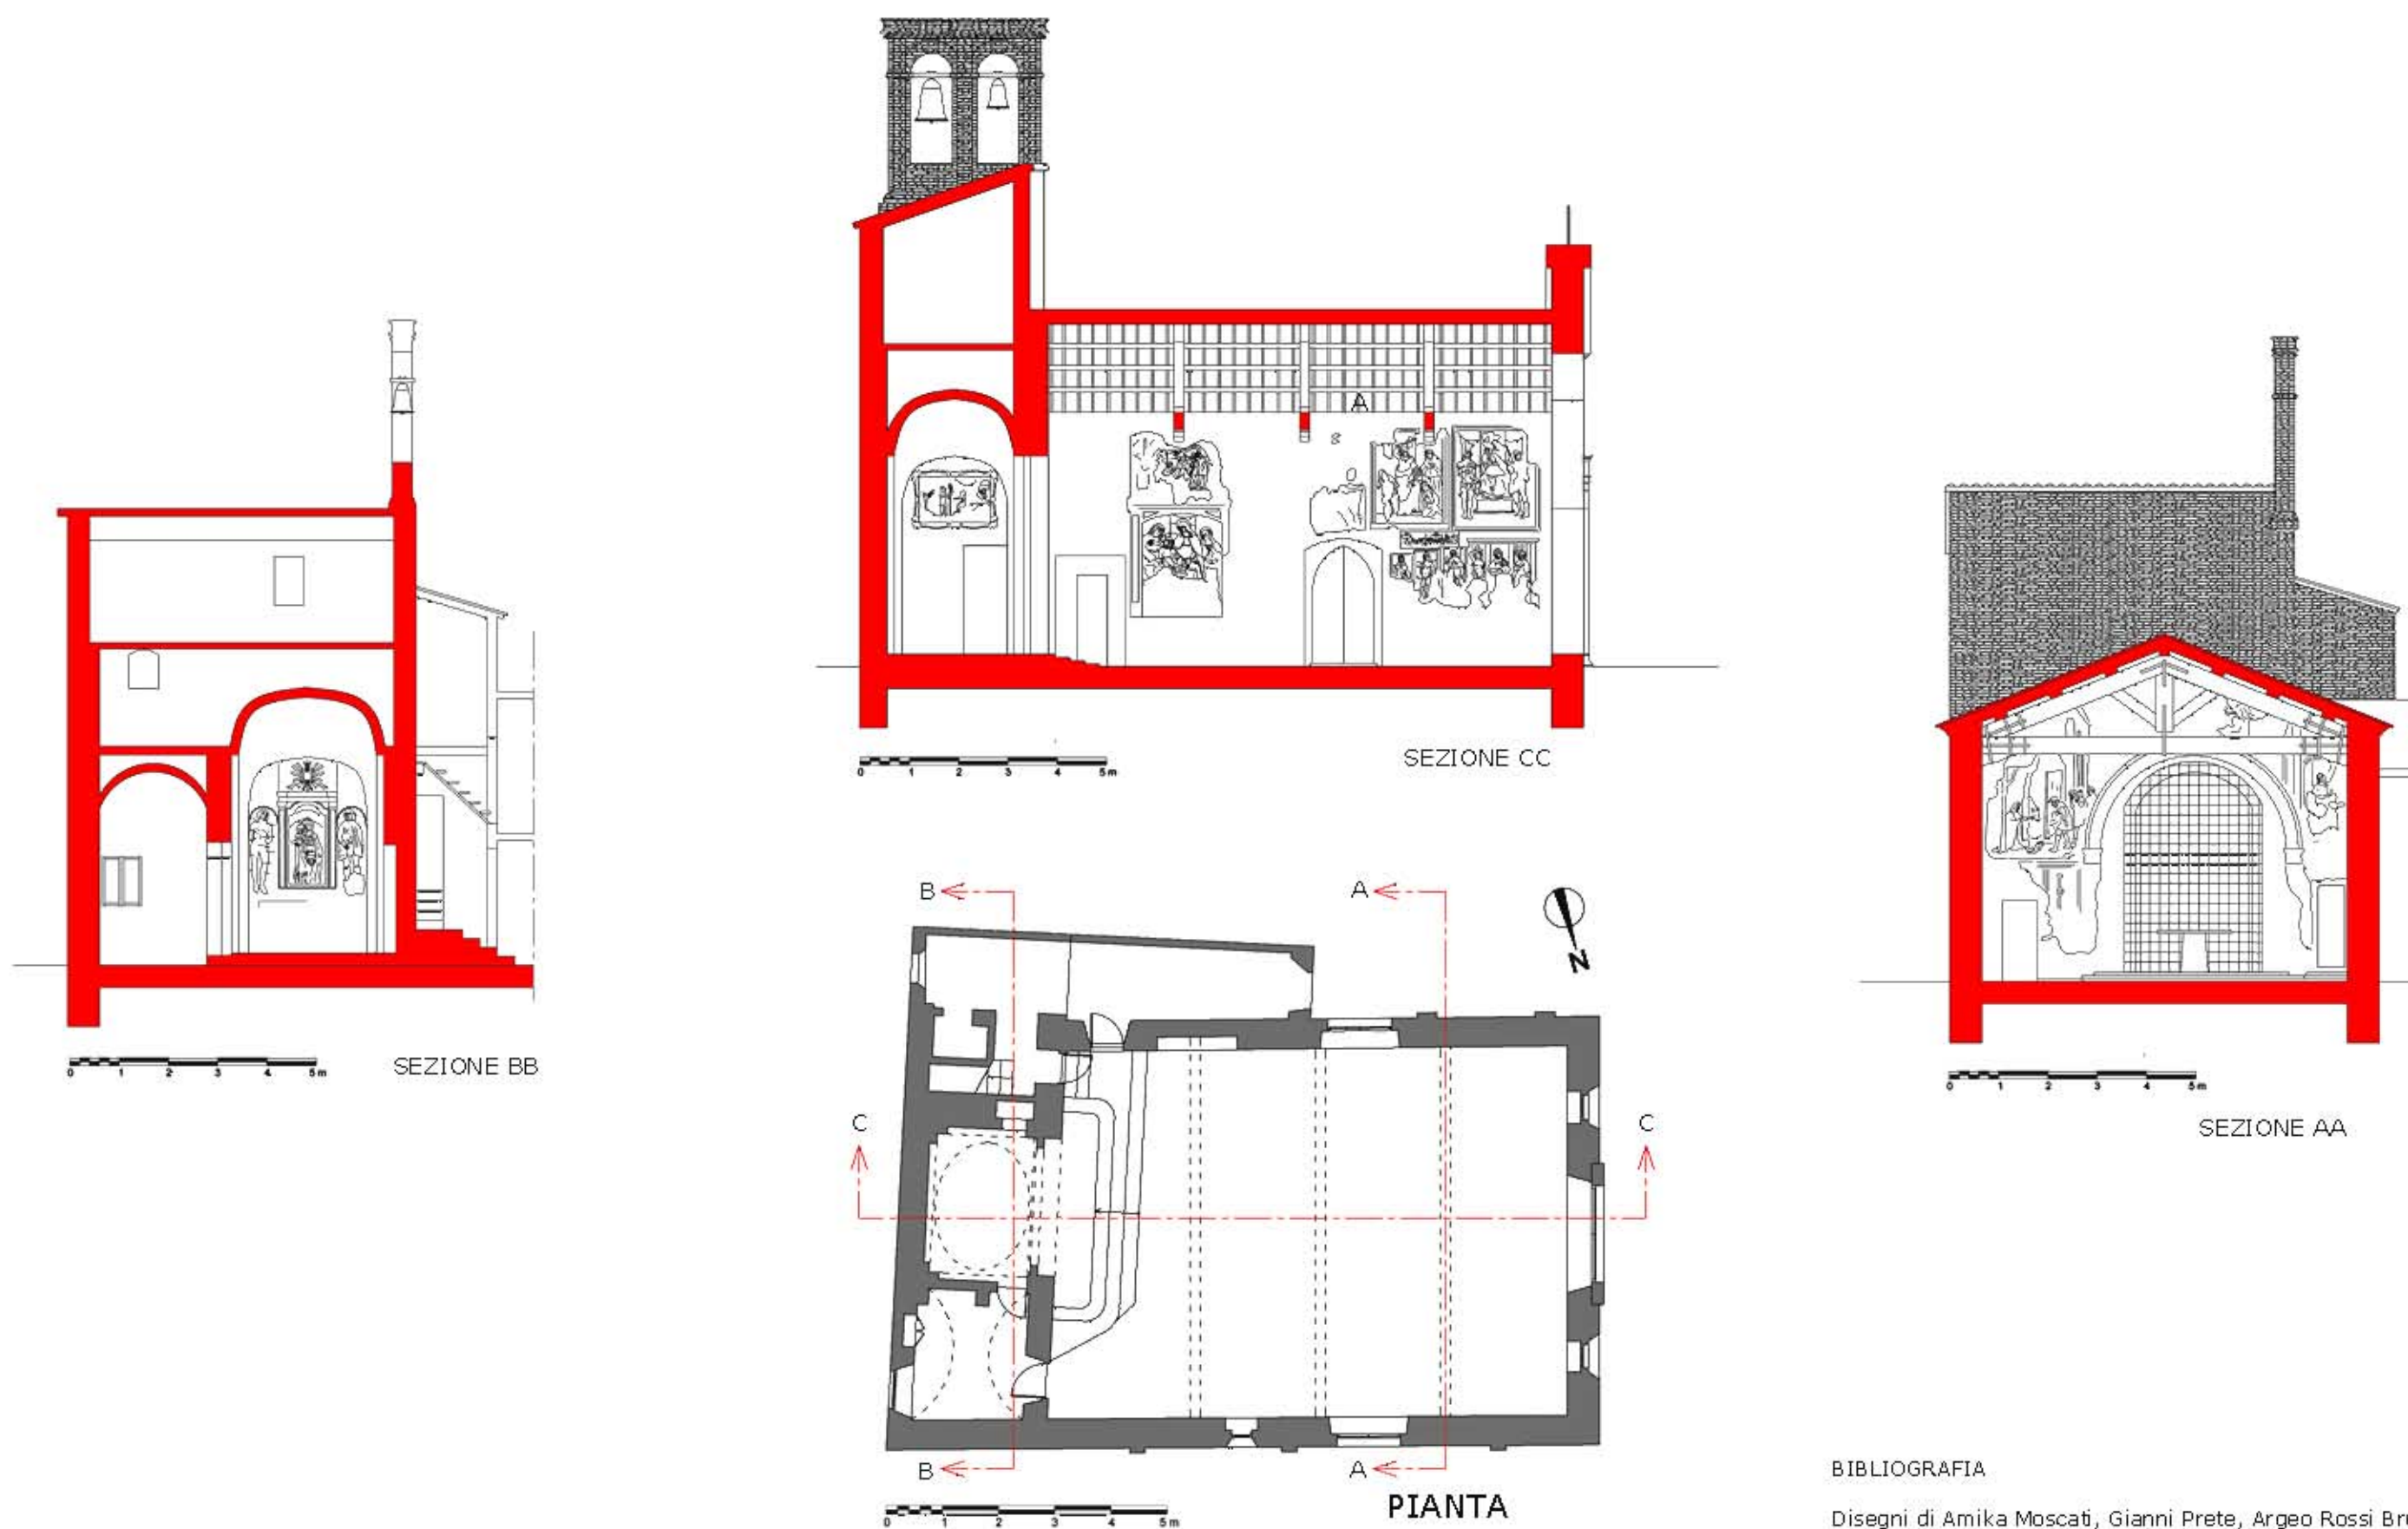 A
0 1 2 3 4 5m
SEZIONE CC
0 1 2 3 4 5m
SEZIONE BB
B A
N
C C
B A
0 1 2 3 4 5m
PIANTA
0 1 2 3 4 5m
SEZIONE AA
BIBLIOGRAFIA
Disegni di Amika Moscati, Gianni Prete, Argeo Rossi